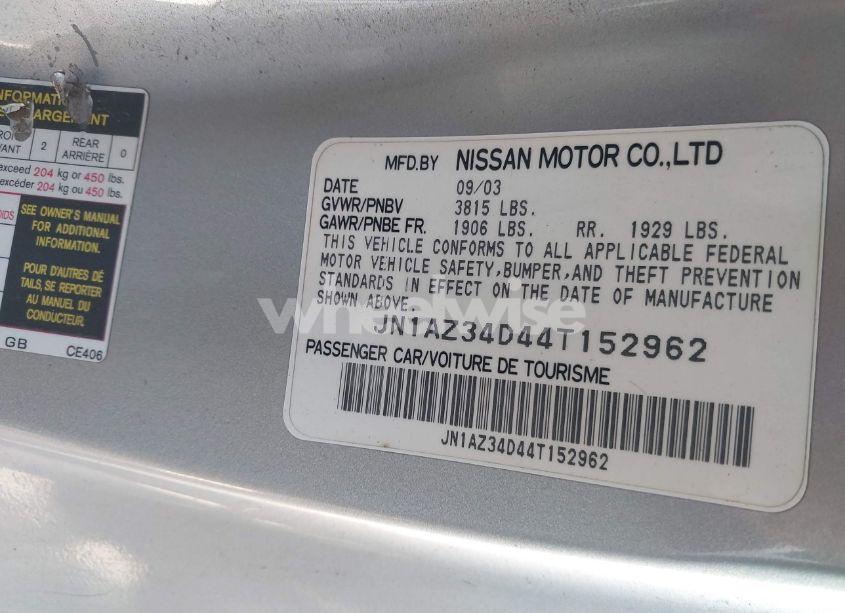 INFORMATION
CHARGEMENT
2
REAR
ARRIÈRE
0
exceed 204 kg or 450 lbs.
excéder 204 kg ou 450 lbs.
SEE OWNER'S MANUAL
FOR ADDITIONAL
INFORMATION.
POUR D'AUTRES DÉ
TAILS, SE REPORTER
AU MANUEL DU
CONDUCTEUR.
GB CE406
MFD.BY NISSAN MOTOR CO.,LTD
DATE 09/03
GVWR/PNBV 3815 LBS.
GAWR/PNBE FR. 1906 LBS. RR. 1929 LBS.
THIS VEHICLE CONFORMS TO ALL APPLICABLE FEDERAL
MOTOR VEHICLE SAFETY,BUMPER,AND THEFT PREVENTION
STANDARDS IN EFFECT ON THE DATE OF MANUFACTURE
SHOWN ABOVE.
JN1AZ34D44T152962
PASSENGER CAR/VOITURE DE TOURISME
JN1AZ34D44T152962
wheelwise